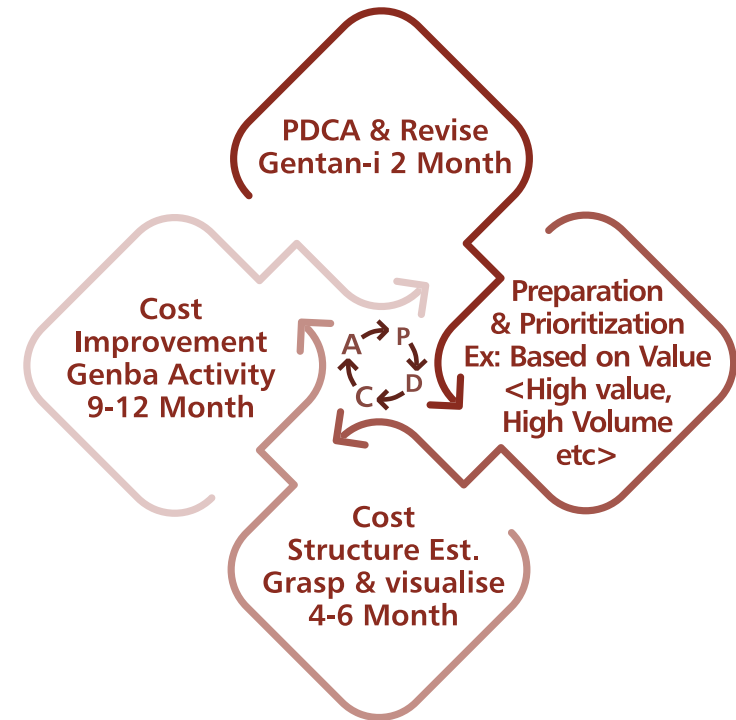 PDCA & Revise
Gentan-i 2 Month
Preparation
& Prioritization
Ex: Based on Value
<High value,
High Volume
etc>
Cost
Improvement
Genba Activity
9-12 Month
A
P
D
C
Cost
Structure Est.
Grasp & visualise
4-6 Month